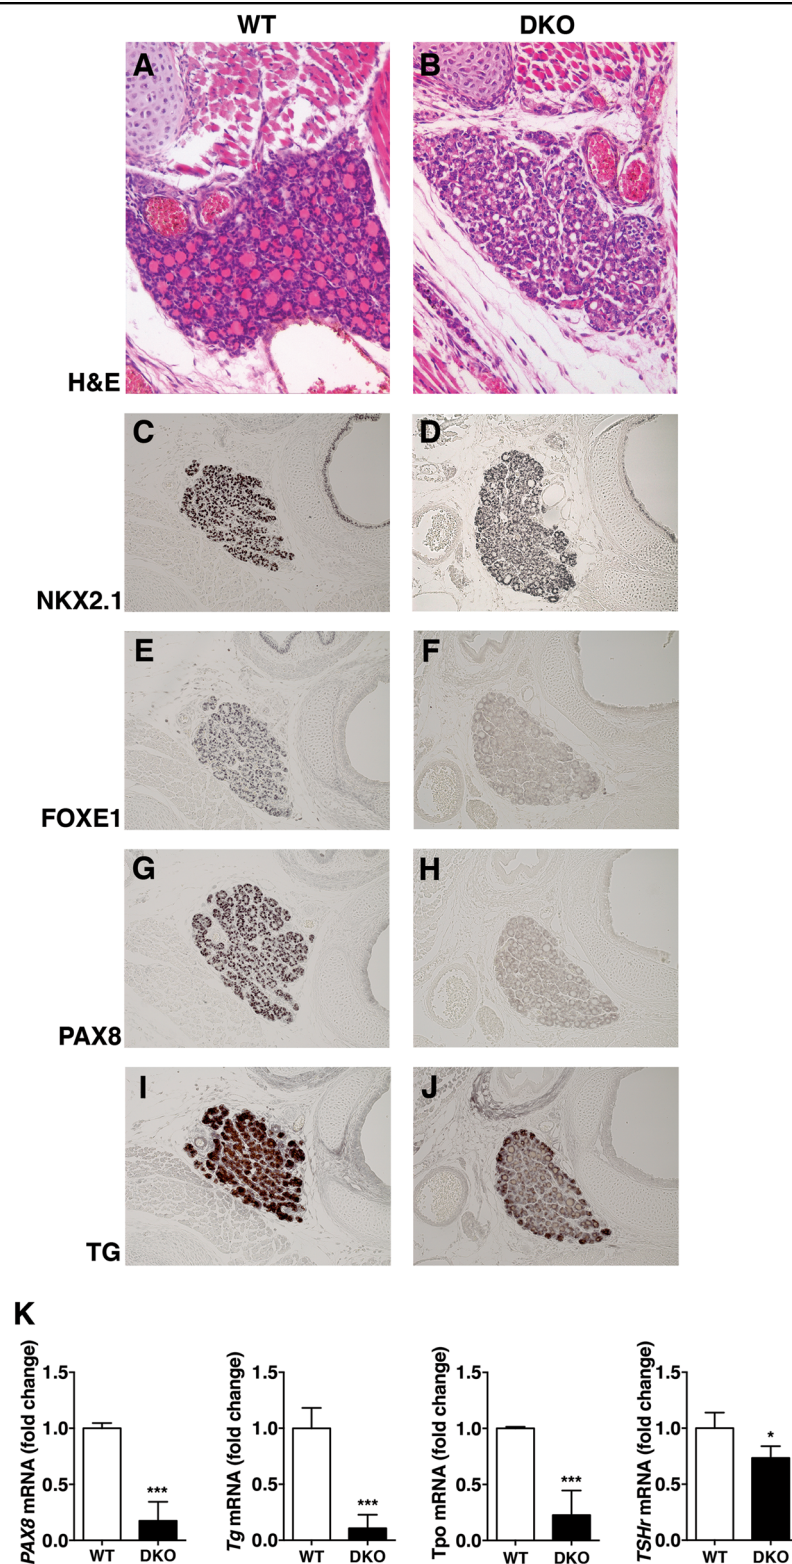 WT DKO
A B
H&E
C D
NKX2.1
E F
FOXE1
G H
PAX8
I J
TG
K
PAX8 mRNA (fold change)
1.5
1.0
0.5
0.0
***
WT DKO
Tg mRNA (fold change)
1.5
1.0
0.5
0.0
***
WT DKO
Tpo mRNA (fold change)
1.5
1.0
0.5
0.0
***
WT DKO
TSHr mRNA (fold change)
1.5
1.0
0.5
0.0
*
WT DKO